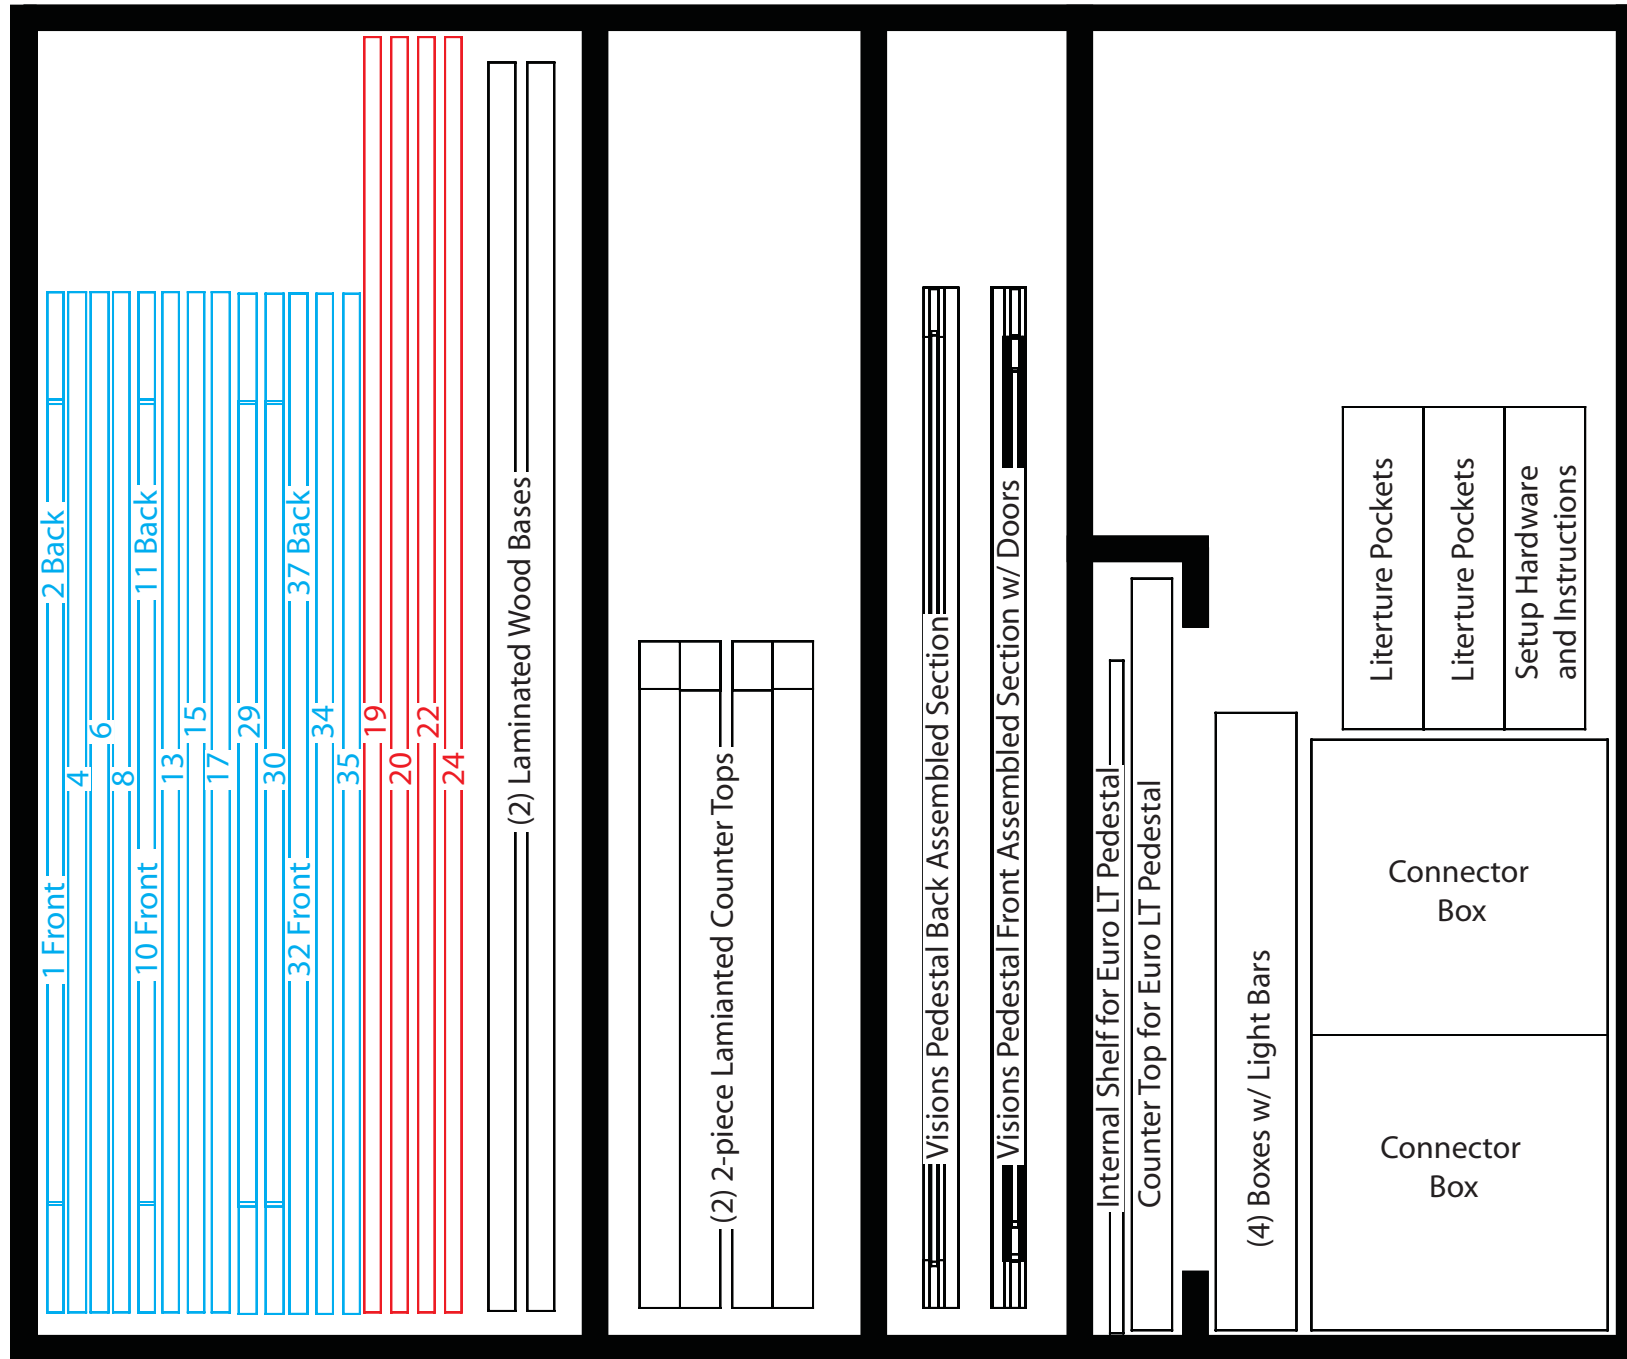 1 Front
2 Back
4
6
8
10 Front
11 Back
13
15
17
29
30
32 Front
37 Back
34
35
19
20
22
24
(2) Laminated Wood Bases
(2) 2-piece Lamianted Counter Tops
Visions Pedestal Back Assembled Section
Visions Pedestal Front Assembled Section w/ Doors
Internal Shelf for Euro LT Pedestal
Counter Top for Euro LT Pedestal
(4) Boxes w/ Light Bars
Literture Pockets
Literture Pockets
Setup Hardware
and Instructions
Connector
Box
Connector
Box